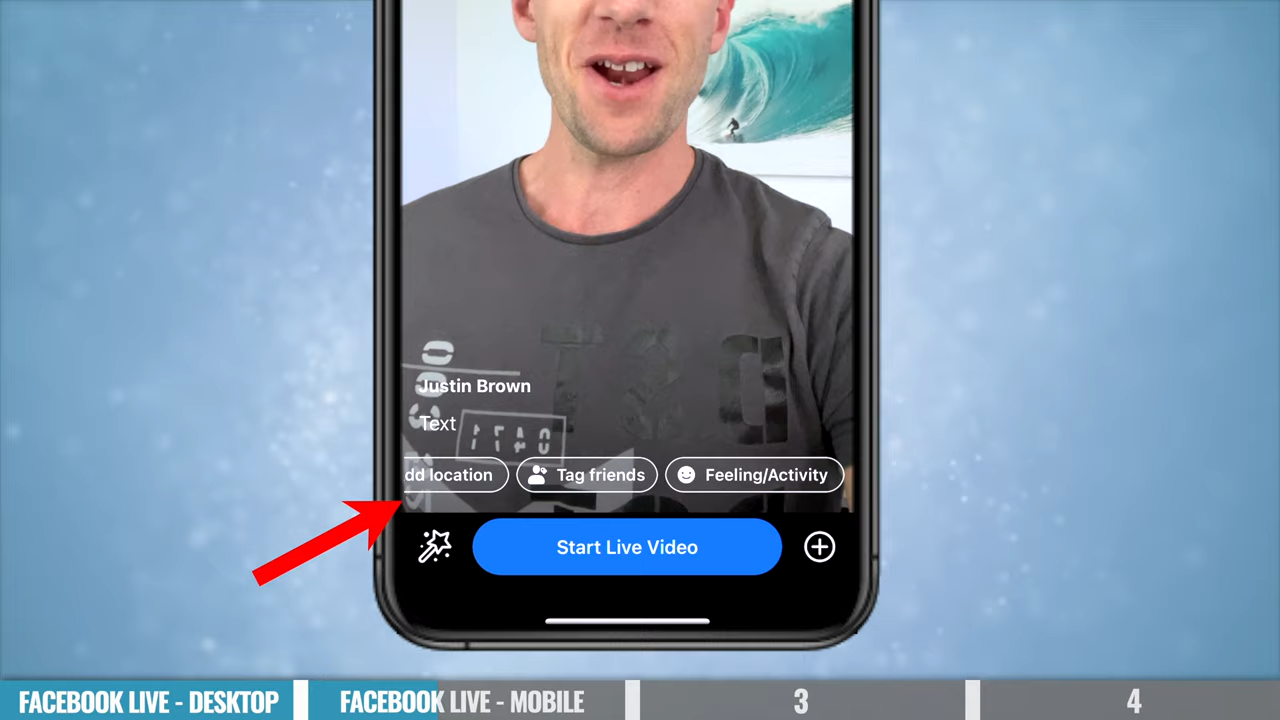 Justin Brown
Text
dd location
Tag friends
Feeling/Activity
Start Live Video
FACEBOOK LIVE - DESKTOP
FACEBOOK LIVE - MOBILE
3
4